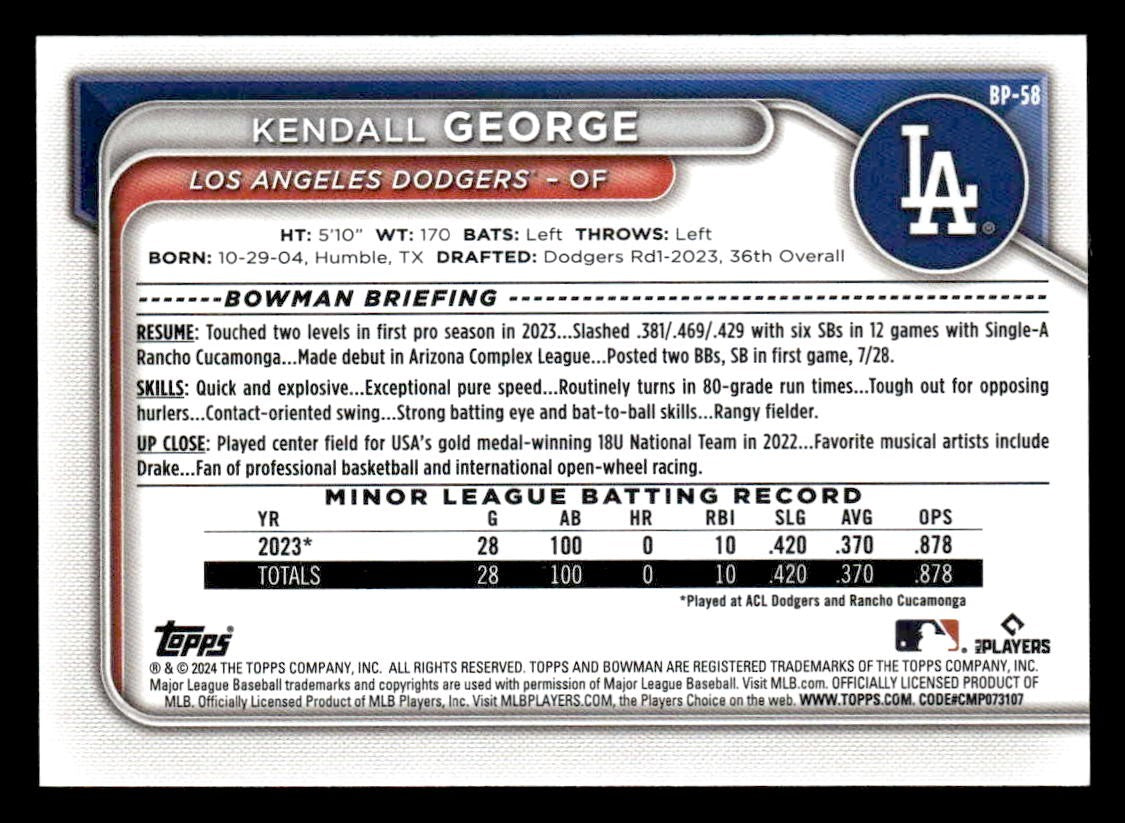 BP-58
KENDALL GEORGE
LOS ANGELES DODGERS - OF
LA ®
HT: 5'10" WT: 170 BATS: Left THROWS: Left
BORN: 10-29-04, Humble, TX DRAFTED: Dodgers Rd1-2023, 36th Overall
BOWMAN BRIEFING
RESUME: Touched two levels in first pro season in 2023...Slashed .381/.469/.429 with six SBs in 12 games with Single-A
Rancho Cucamonga...Made debut in Arizona Complex League...Posted two BBs, SB in first game, 7/28.
SKILLS: Quick and explosive...Exceptional pure speed...Routinely turns in 80-grade run times...Tough out for opposing
hurlers...Contact-oriented swing...Strong batting eye and bat-to-ball skills...Rangy fielder.
UP CLOSE: Played center field for USA's gold medal-winning 18U National Team in 2022...Favorite musical artists include
Drake...Fan of professional basketball and international open-wheel racing.
MINOR LEAGUE BATTING RECORD
YR G AB HR RBI SLG AVG OPS
2023* 28 100 0 10 .420 .370 .878
TOTALS 28 100 0 10 .420 .370 .878
*Played at ACL Dodgers and Rancho Cucamonga
Topps®
PLAYERS
® & © 2024 THE TOPPS COMPANY, INC. ALL RIGHTS RESERVED. TOPPS AND BOWMAN ARE REGISTERED TRADEMARKS OF THE TOPPS COMPANY, INC.
Major League Baseball trademarks and copyrights are used with permission of Major League Baseball. Visit MLB.com. OFFICIALLY LICENSED PRODUCT OF
MLB. Officially Licensed Product of MLB Players, Inc. Visit MLBPLAYERS.COM, the Players Choice on the web. WWW.TOPPS.COM. CODE#CMP073107